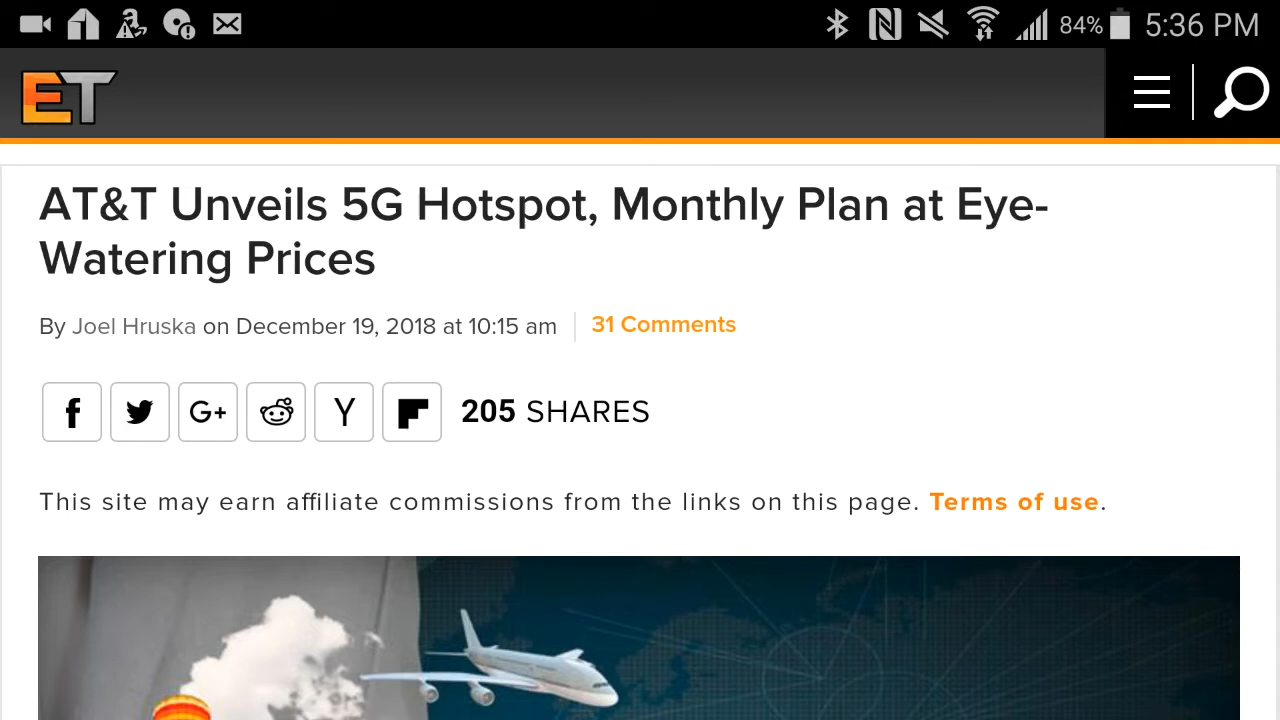 84% 5:36 PM
ET
AT&T Unveils 5G Hotspot, Monthly Plan at Eye-
Watering Prices
By Joel Hruska on December 19, 2018 at 10:15 am 31 Comments
f G+ Y 205 SHARES
This site may earn affiliate commissions from the links on this page. Terms of use.